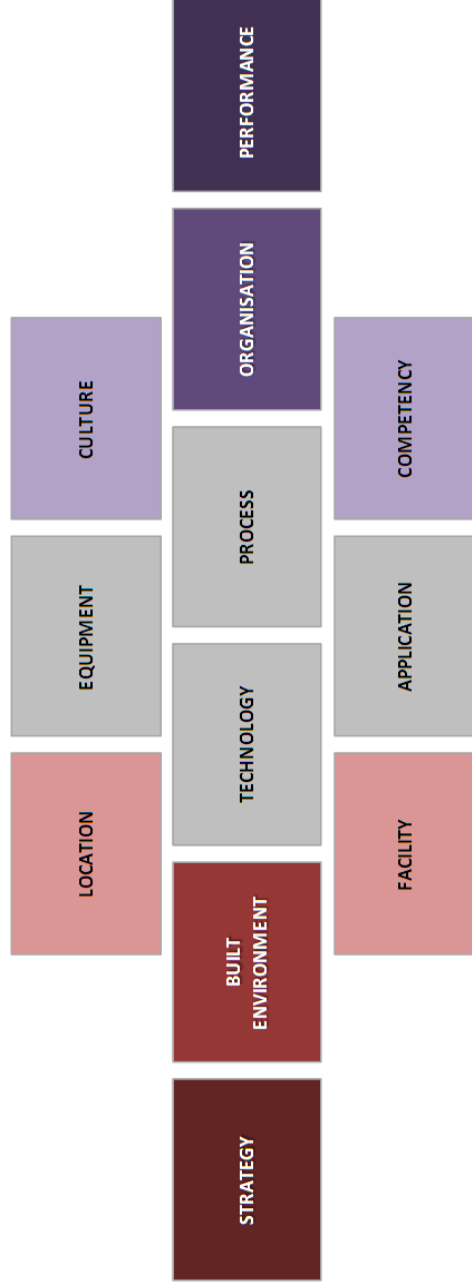 LOCATION
EQUIPMENT
CULTURE
STRATEGY
BUILT
ENVIRONMENT
TECHNOLOGY
PROCESS
ORGANISATION
PERFORMANCE
FACILITY
APPLICATION
COMPETENCY